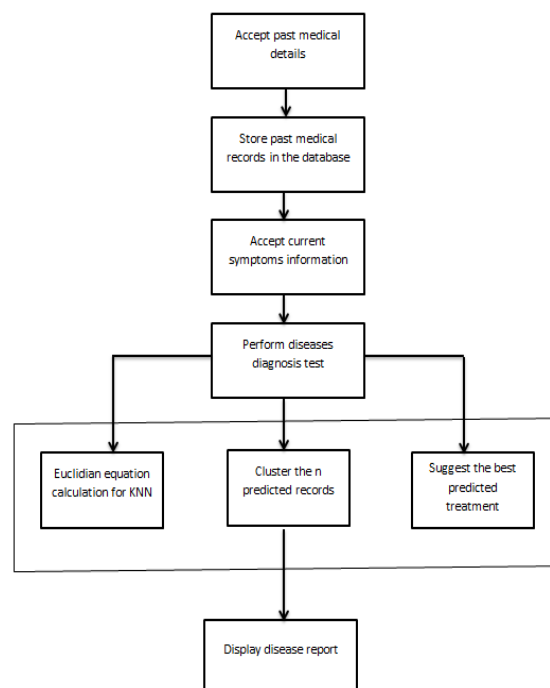 Accept past medical
details
Store past medical
records in the database
Accept current
symptoms information
Perform diseases
diagnosis test
Euclidian equation
calculation for KNN
Cluster the n
predicted records
Suggest the best
predicted
treatment
Display disease report